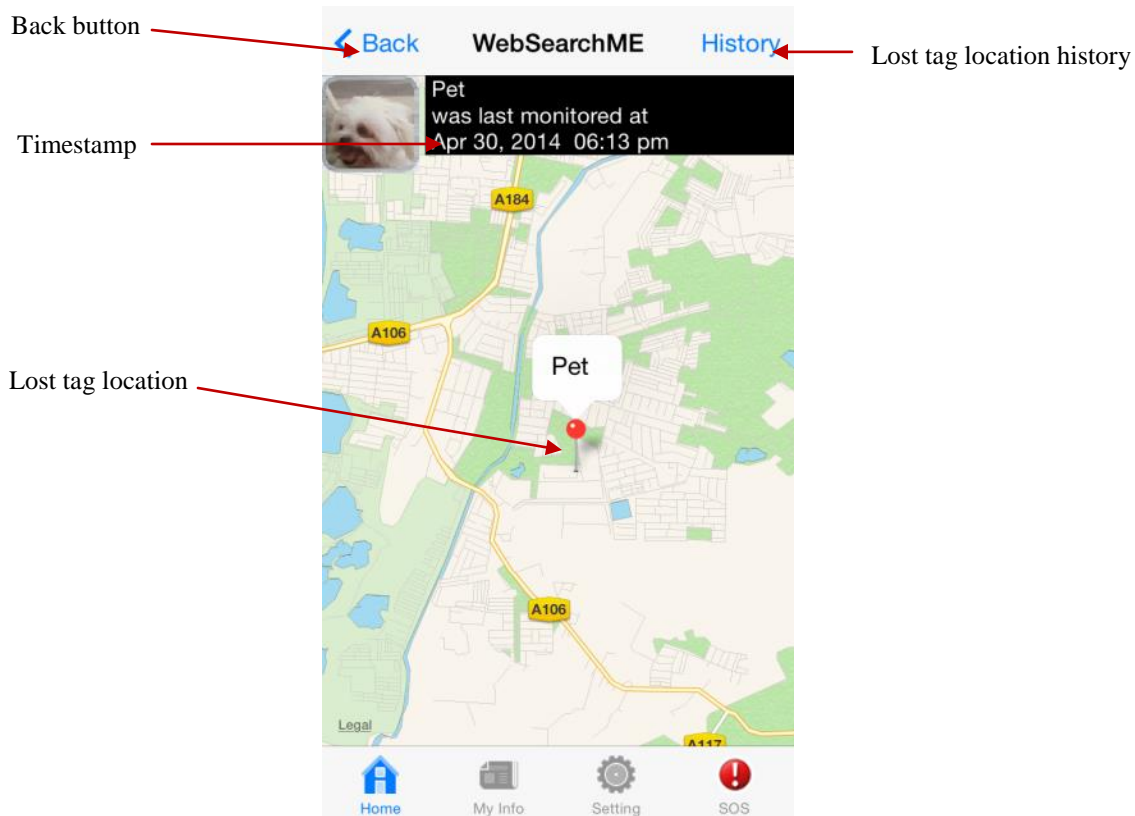 Back button
Back
WebSearchME
History
Lost tag location history
Pet
was last monitored at
Timestamp
Apr 30, 2014 06:13 pm
A184
A106
Pet
Lost tag location
A106
Legal
A117
Home
My Info
Setting
SOS